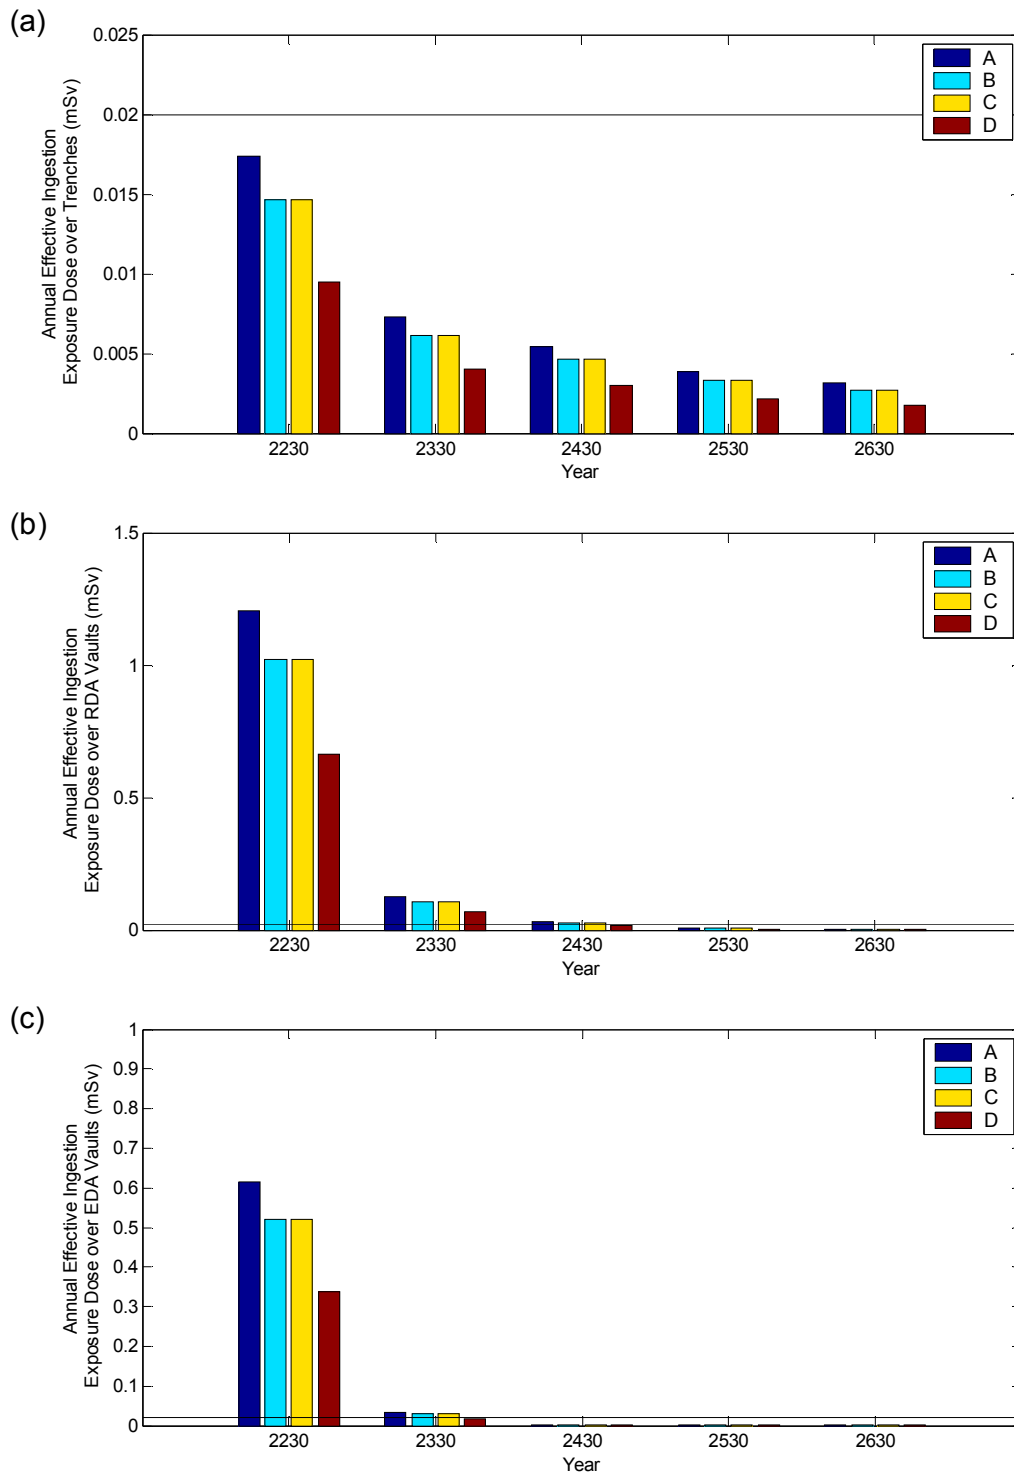 (a)
0.025
0.02
0.015
0.01
0.005
0
Annual Effective Ingestion
Exposure Dose over Trenches (mSv)
A
B
C
D
2230 2330 2430 2530 2630
Year
(b)
1.5
1
0.5
0
Annual Effective Ingestion
Exposure Dose over RDA Vaults (mSv)
A
B
C
D
2230 2330 2430 2530 2630
Year
(c)
1
0.9
0.8
0.7
0.6
0.5
0.4
0.3
0.2
0.1
0
Annual Effective Ingestion
Exposure Dose over EDA Vaults (mSv)
A
B
C
D
2230 2330 2430 2530 2630
Year